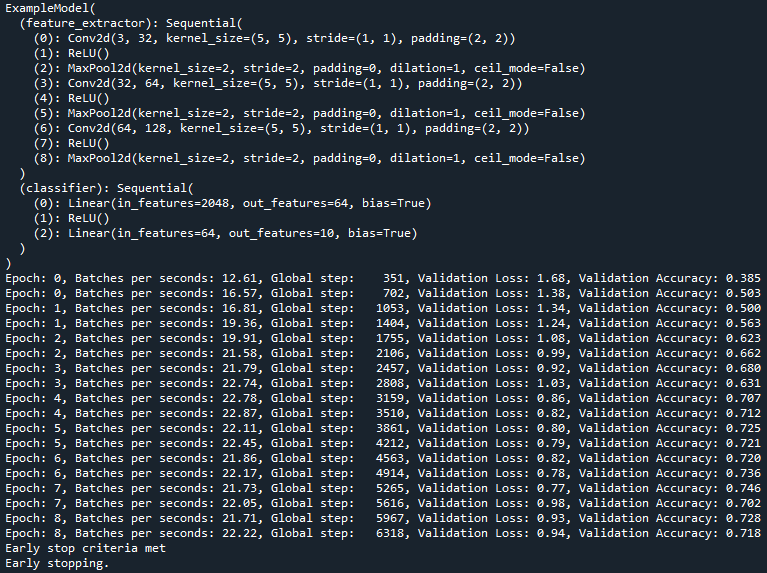 ExampleModel(
  (feature_extractor): Sequential(
    (0): Conv2d(3, 32, kernel_size=(5, 5), stride=(1, 1), padding=(2, 2))
    (1): ReLU()
    (2): MaxPool2d(kernel_size=2, stride=2, padding=0, dilation=1, ceil_mode=False)
    (3): Conv2d(32, 64, kernel_size=(5, 5), stride=(1, 1), padding=(2, 2))
    (4): ReLU()
    (5): MaxPool2d(kernel_size=2, stride=2, padding=0, dilation=1, ceil_mode=False)
    (6): Conv2d(64, 128, kernel_size=(5, 5), stride=(1, 1), padding=(2, 2))
    (7): ReLU()
    (8): MaxPool2d(kernel_size=2, stride=2, padding=0, dilation=1, ceil_mode=False)
  )
  (classifier): Sequential(
    (0): Linear(in_features=2048, out_features=64, bias=True)
    (1): ReLU()
    (2): Linear(in_features=64, out_features=10, bias=True)
  )
)
Epoch: 0, Batches per seconds: 12.61, Global step:    351, Validation Loss: 1.68, Validation Accuracy: 0.385
Epoch: 0, Batches per seconds: 16.57, Global step:    702, Validation Loss: 1.38, Validation Accuracy: 0.503
Epoch: 1, Batches per seconds: 16.81, Global step:   1053, Validation Loss: 1.34, Validation Accuracy: 0.500
Epoch: 1, Batches per seconds: 19.36, Global step:   1404, Validation Loss: 1.24, Validation Accuracy: 0.563
Epoch: 2, Batches per seconds: 19.91, Global step:   1755, Validation Loss: 1.08, Validation Accuracy: 0.623
Epoch: 2, Batches per seconds: 21.58, Global step:   2106, Validation Loss: 0.99, Validation Accuracy: 0.662
Epoch: 3, Batches per seconds: 21.79, Global step:   2457, Validation Loss: 0.92, Validation Accuracy: 0.680
Epoch: 3, Batches per seconds: 22.74, Global step:   2808, Validation Loss: 1.03, Validation Accuracy: 0.631
Epoch: 4, Batches per seconds: 22.78, Global step:   3159, Validation Loss: 0.86, Validation Accuracy: 0.707
Epoch: 4, Batches per seconds: 22.87, Global step:   3510, Validation Loss: 0.82, Validation Accuracy: 0.712
Epoch: 5, Batches per seconds: 22.11, Global step:   3861, Validation Loss: 0.80, Validation Accuracy: 0.725
Epoch: 5, Batches per seconds: 22.45, Global step:   4212, Validation Loss: 0.79, Validation Accuracy: 0.721
Epoch: 6, Batches per seconds: 21.86, Global step:   4563, Validation Loss: 0.82, Validation Accuracy: 0.720
Epoch: 6, Batches per seconds: 22.17, Global step:   4914, Validation Loss: 0.78, Validation Accuracy: 0.736
Epoch: 7, Batches per seconds: 21.73, Global step:   5265, Validation Loss: 0.77, Validation Accuracy: 0.746
Epoch: 7, Batches per seconds: 22.05, Global step:   5616, Validation Loss: 0.98, Validation Accuracy: 0.702
Epoch: 8, Batches per seconds: 21.71, Global step:   5967, Validation Loss: 0.93, Validation Accuracy: 0.728
Epoch: 8, Batches per seconds: 22.22, Global step:   6318, Validation Loss: 0.94, Validation Accuracy: 0.718
Early stop criteria met
Early stopping.